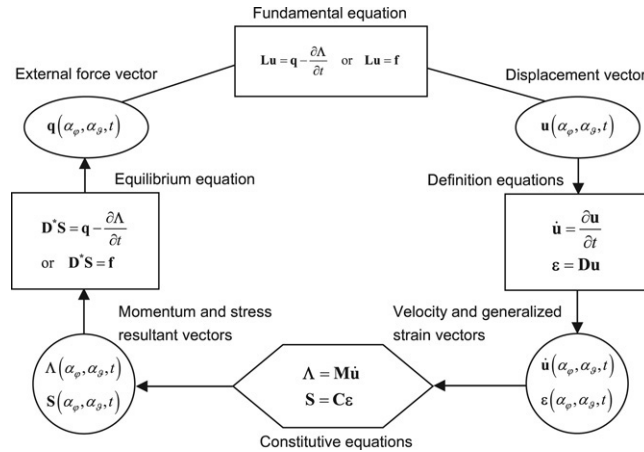 Fundamental equation
Lu = q − ∂Λ/∂t or Lu = f
External force vector
Displacement vector
q(α_φ, α_ϑ, t)
u(α_φ, α_ϑ, t)
Equilibrium equation
Definition equations
D*S = q − ∂Λ/∂t
or D*S = f
u̇ = ∂u/∂t
ε = Du
Momentum and stress
resultant vectors
Velocity and generalized
strain vectors
Λ(α_φ, α_ϑ, t)
S(α_φ, α_ϑ, t)
Λ = Mu̇
S = Cε
u̇(α_φ, α_ϑ, t)
ε(α_φ, α_ϑ, t)
Constitutive equations